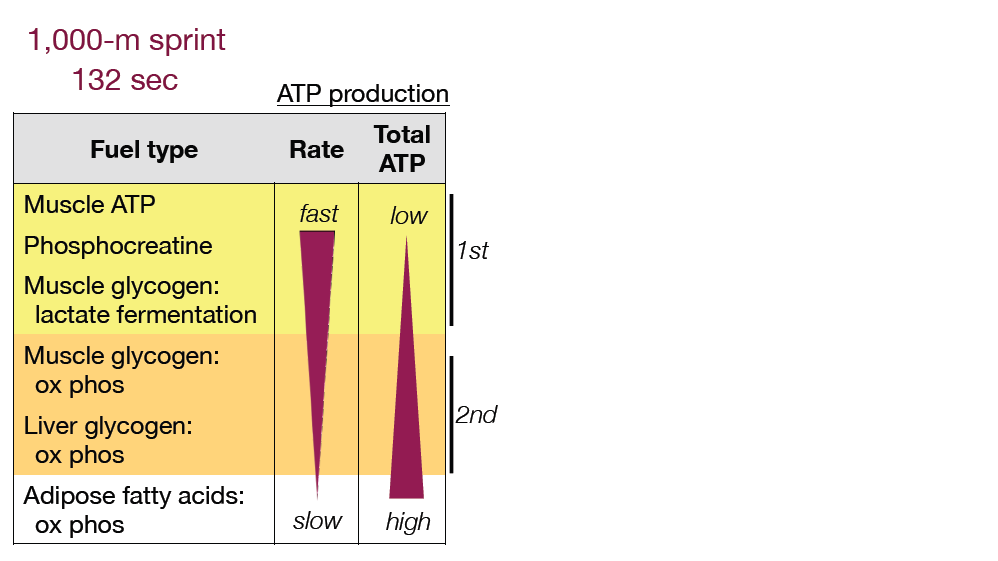 1,000-m sprint
132 sec
ATP production
Fuel type
Rate
Total
ATP
Muscle ATP
fast
low
Phosphocreatine
1st
Muscle glycogen:
lactate fermentation
Muscle glycogen:
ox phos
2nd
Liver glycogen:
ox phos
Adipose fatty acids:
ox phos
slow
high